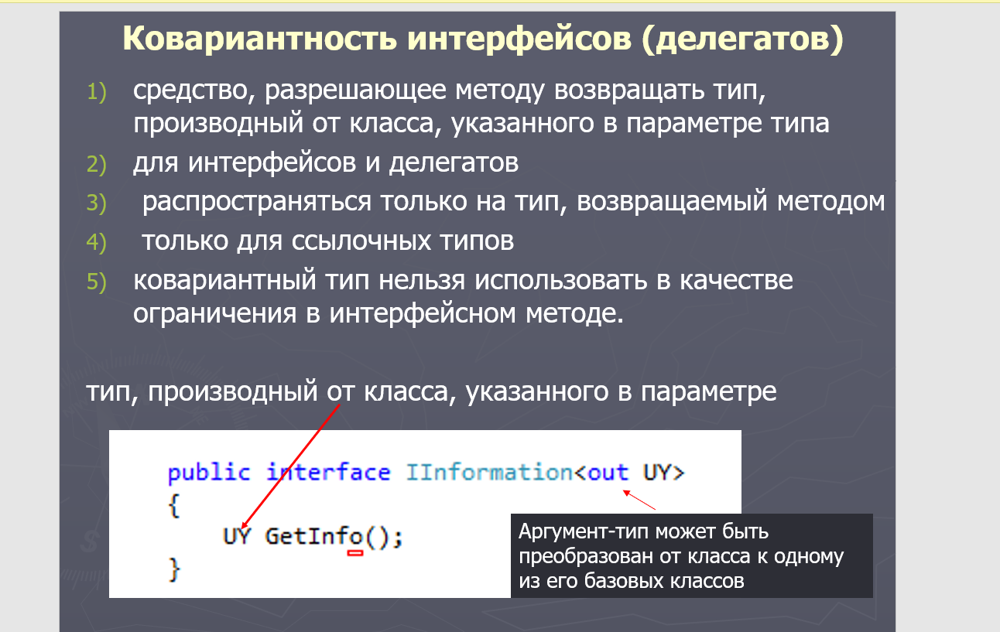 Ковариантность интерфейсов (делегатов)
1) средство, разрешающее методу возвращать тип,
производный от класса, указанного в параметре типа
2) для интерфейсов и делегатов
3) распространяться только на тип, возвращаемый методом
4) только для ссылочных типов
5) ковариантный тип нельзя использовать в качестве
ограничения в интерфейсном методе.
тип, производный от класса, указанного в параметре
public interface IInformation<out UY>
{
UY GetInfo();
}
Аргумент-тип может быть
преобразован от класса к одному
из его базовых классов